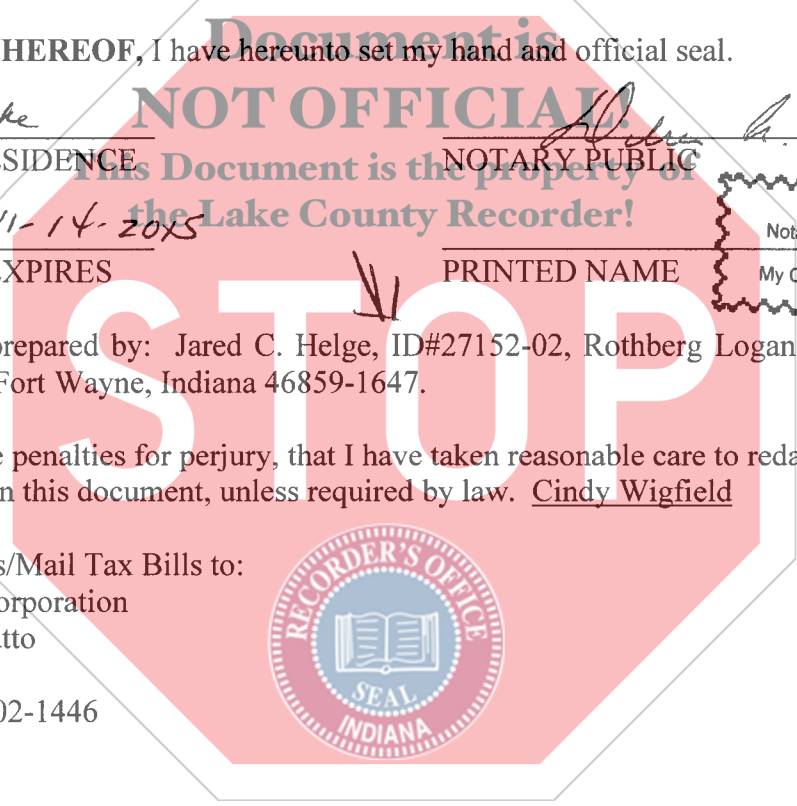 Document is
HEREOF, I have hereunto set my hand and official seal.
NOT OFFICIAL!
ke
SIDENCE
NOTARY PUBLIC
This Document is the property of
the Lake County Recorder!
11-14-2015
Nota
EXPIRES
PRINTED NAME
My C
STOP
prepared by: Jared C. Helge, ID#27152-02, Rothberg Logan
Fort Wayne, Indiana 46859-1647.
e penalties for perjury, that I have taken reasonable care to reda
n this document, unless required by law. Cindy Wigfield
s/Mail Tax Bills to:
orporation
atto
02-1446
RECORDER'S OFFICE
SEAL
INDIANA